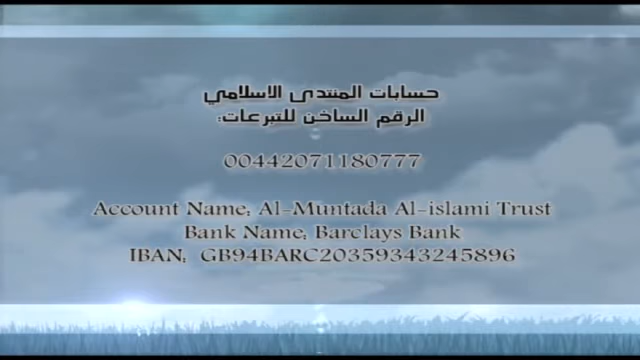 حسابات المنتدى الاسلامي
الرقم الساخن للتبرعات:
00442071180777
Account Name: Al-Muntada Al-islami Trust
Bank Name: Barclays Bank
IBAN: GB94BARC20359343245896